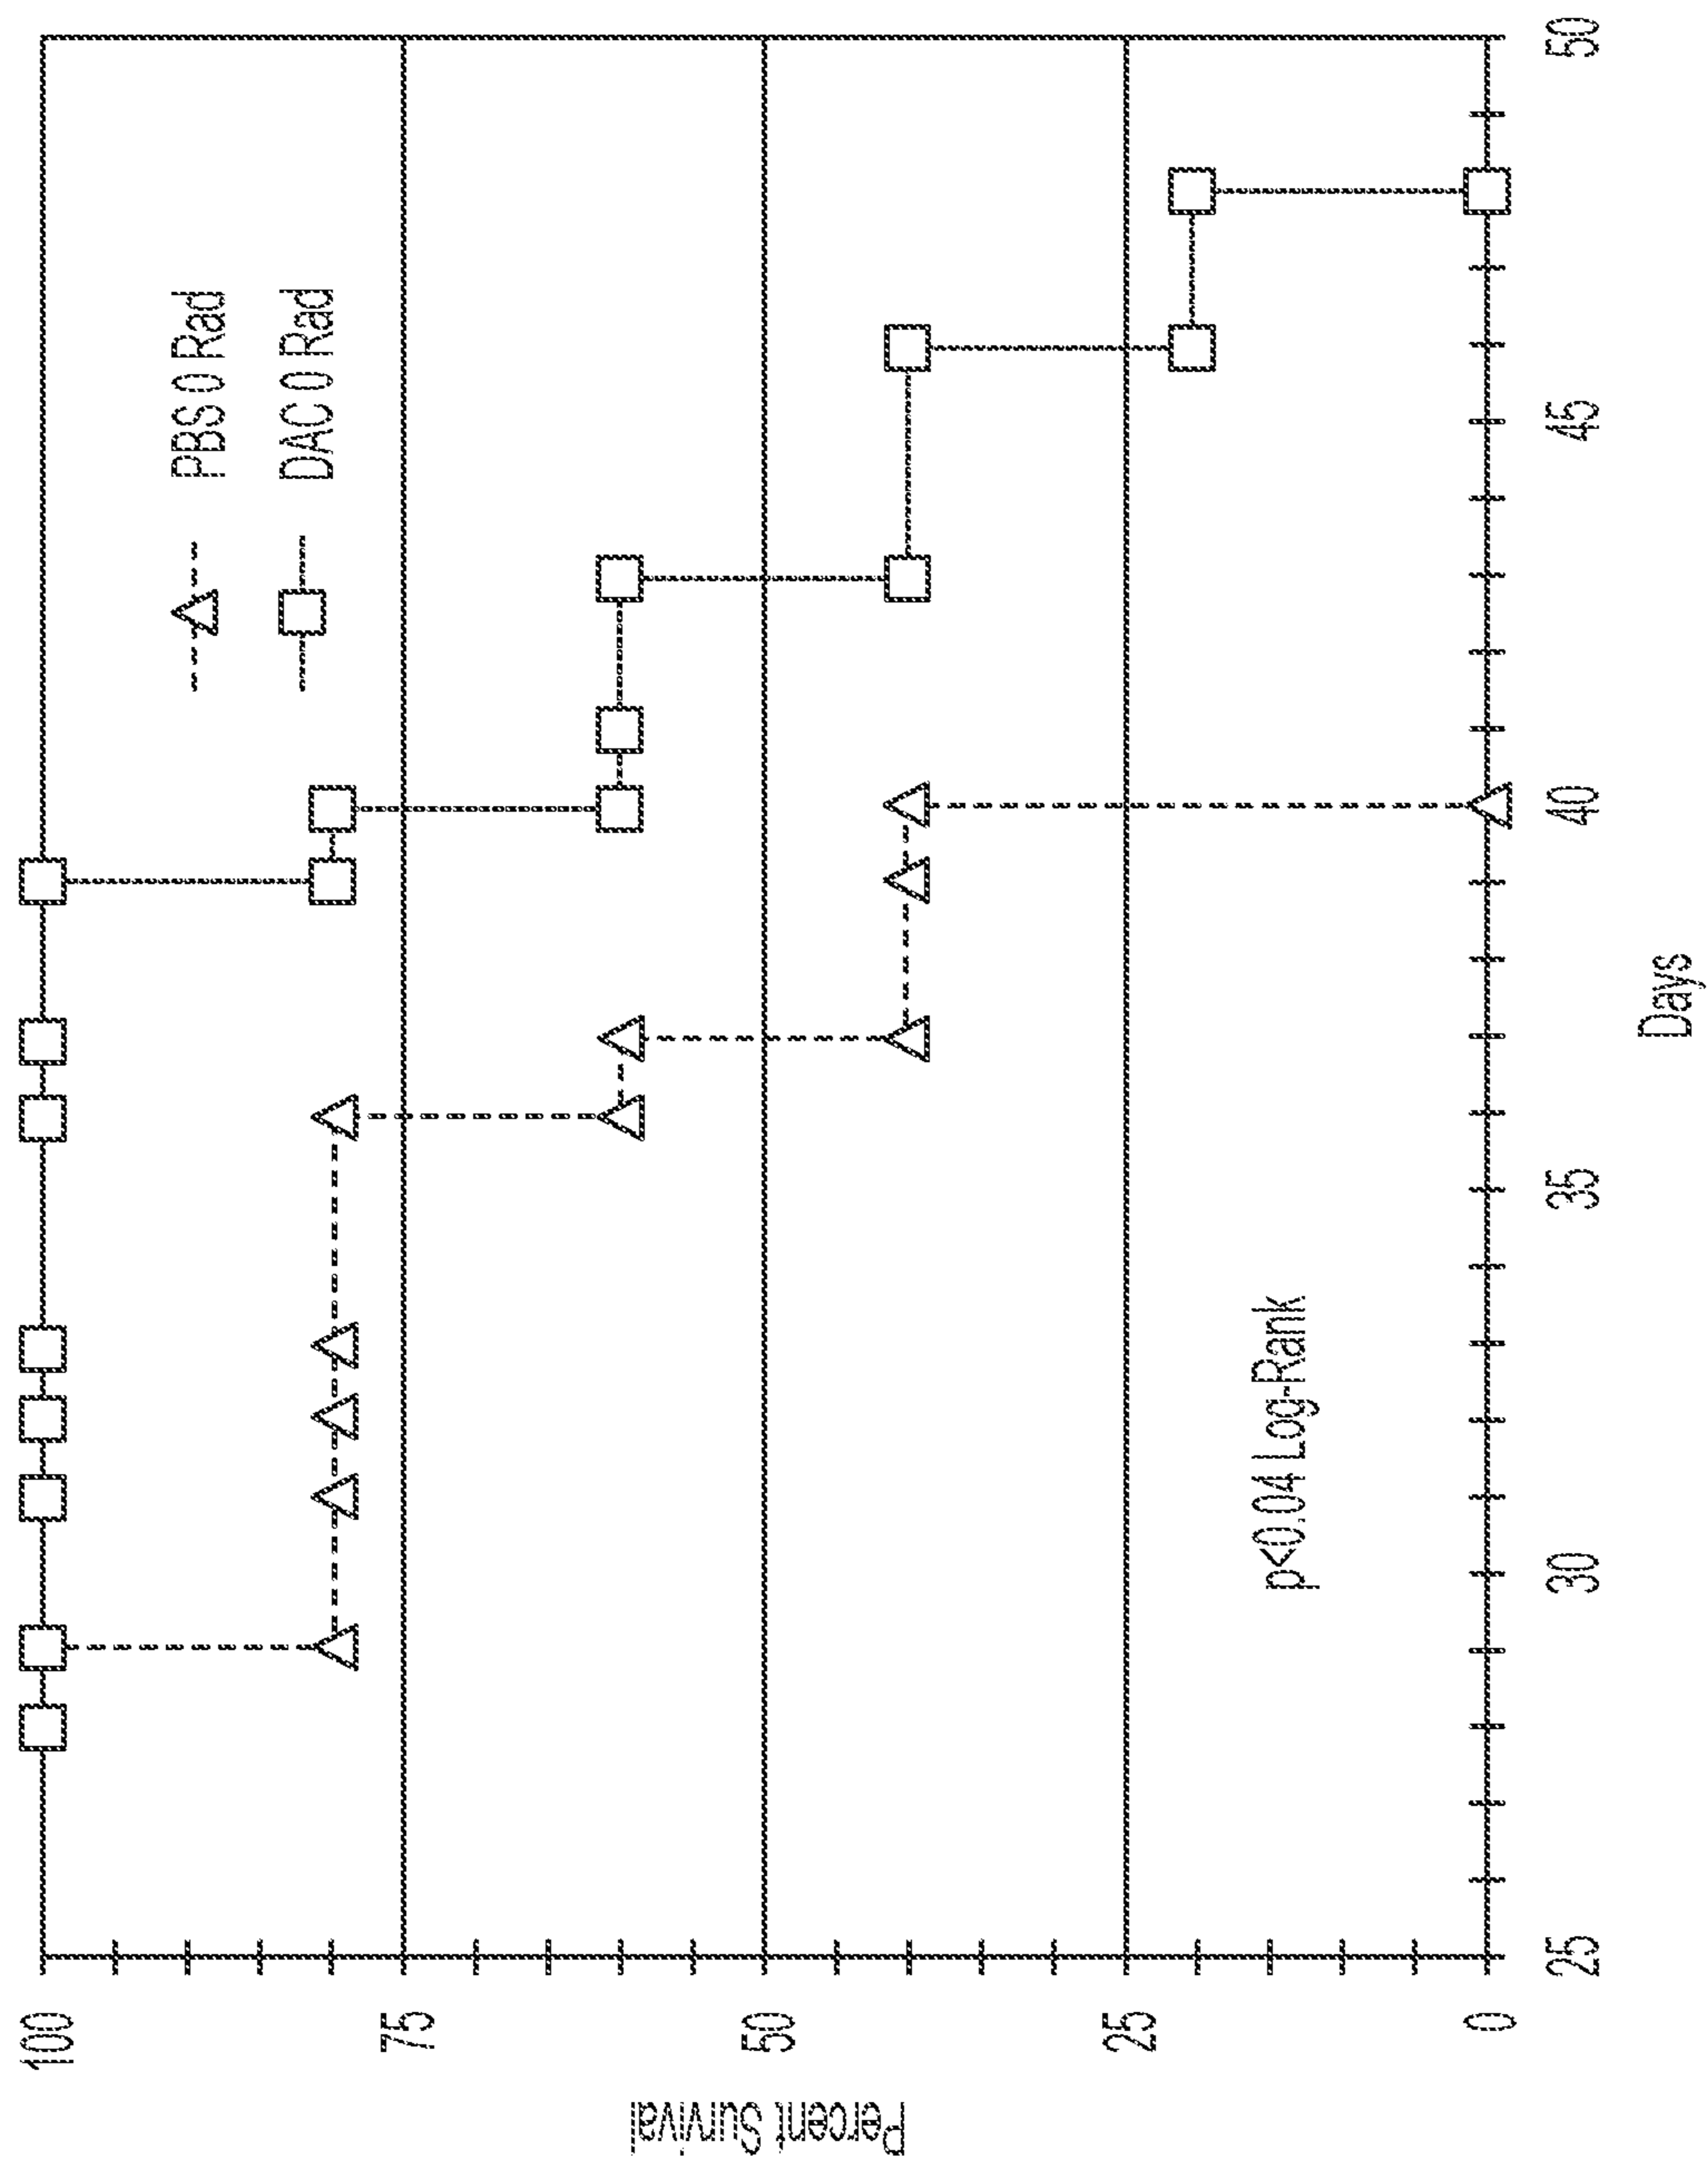 Percent Survival
100
75
50
25
0
PBS 0 Rad
DAC 0 Rad
p<0.04 Log-Rank
25
30
35
40
45
50
Days